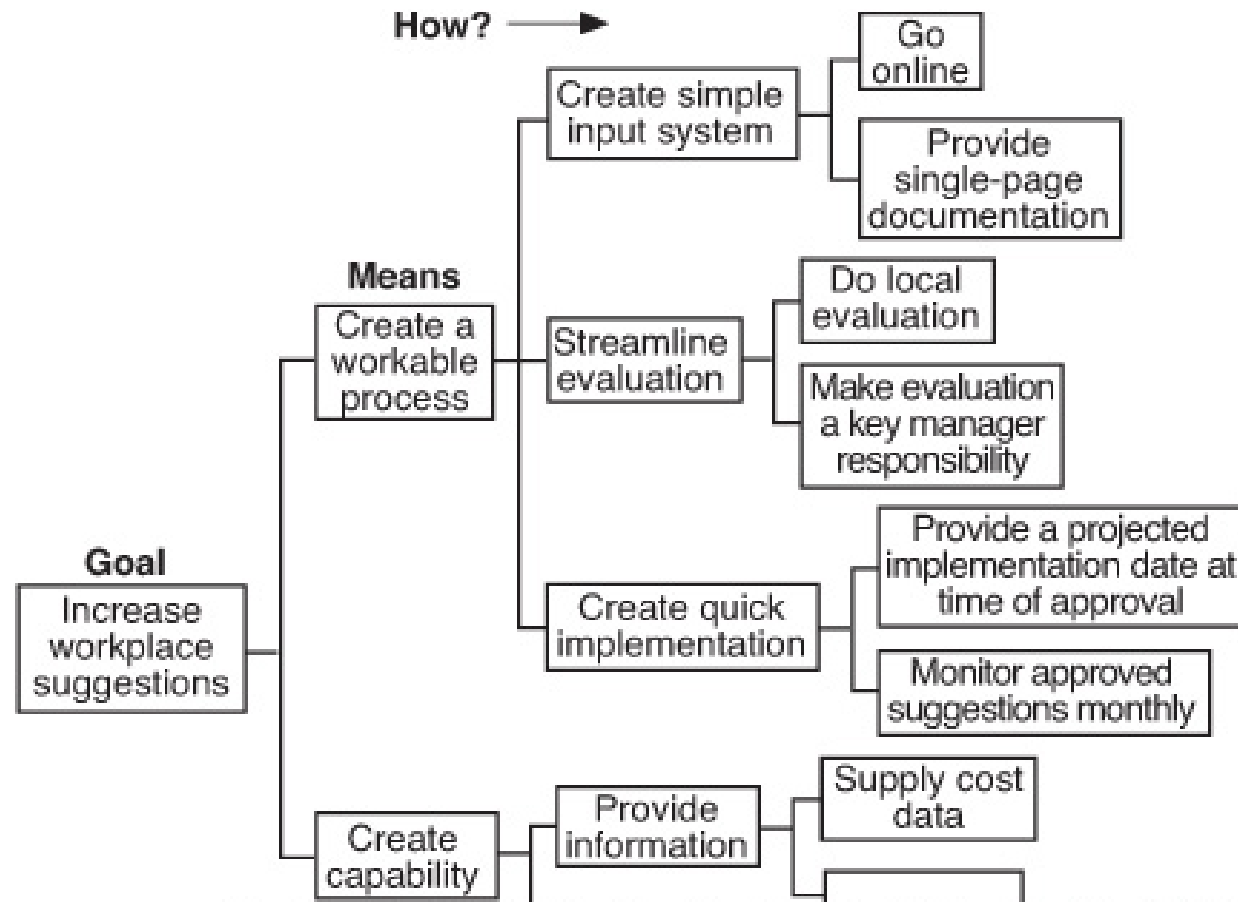 How?
Go
online
Create simple
input system
Provide
single-page
documentation
Means
Create a
workable
process
Do local
evaluation
Streamline
evaluation
Make evaluation
a key manager
responsibility
Goal
Increase
workplace
suggestions
Provide a projected
implementation date at
time of approval
Create quick
implementation
Monitor approved
suggestions monthly
Supply cost
data
Provide
information
Create
capability